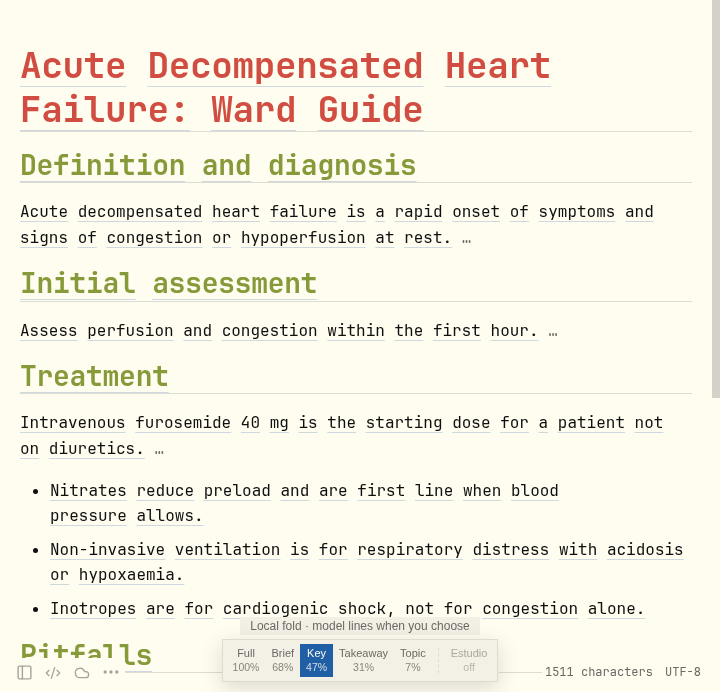 Acute Decompensated Heart
Failure: Ward Guide
Definition and diagnosis
Acute decompensated heart failure is a rapid onset of symptoms and
signs of congestion or hypoperfusion at rest. …
Initial assessment
Assess perfusion and congestion within the first hour. …
Treatment
Intravenous furosemide 40 mg is the starting dose for a patient not
on diuretics. …
• Nitrates reduce preload and are first line when blood
pressure allows.
• Non-invasive ventilation is for respiratory distress with acidosis
or hypoxaemia.
• Inotropes are for cardiogenic shock, not for congestion alone.
Local fold · model lines when you choose
Pitfalls
Full Brief Key Takeaway Topic Estudio
100% 68% 47% 31% 7% off
1511 characters UTF-8